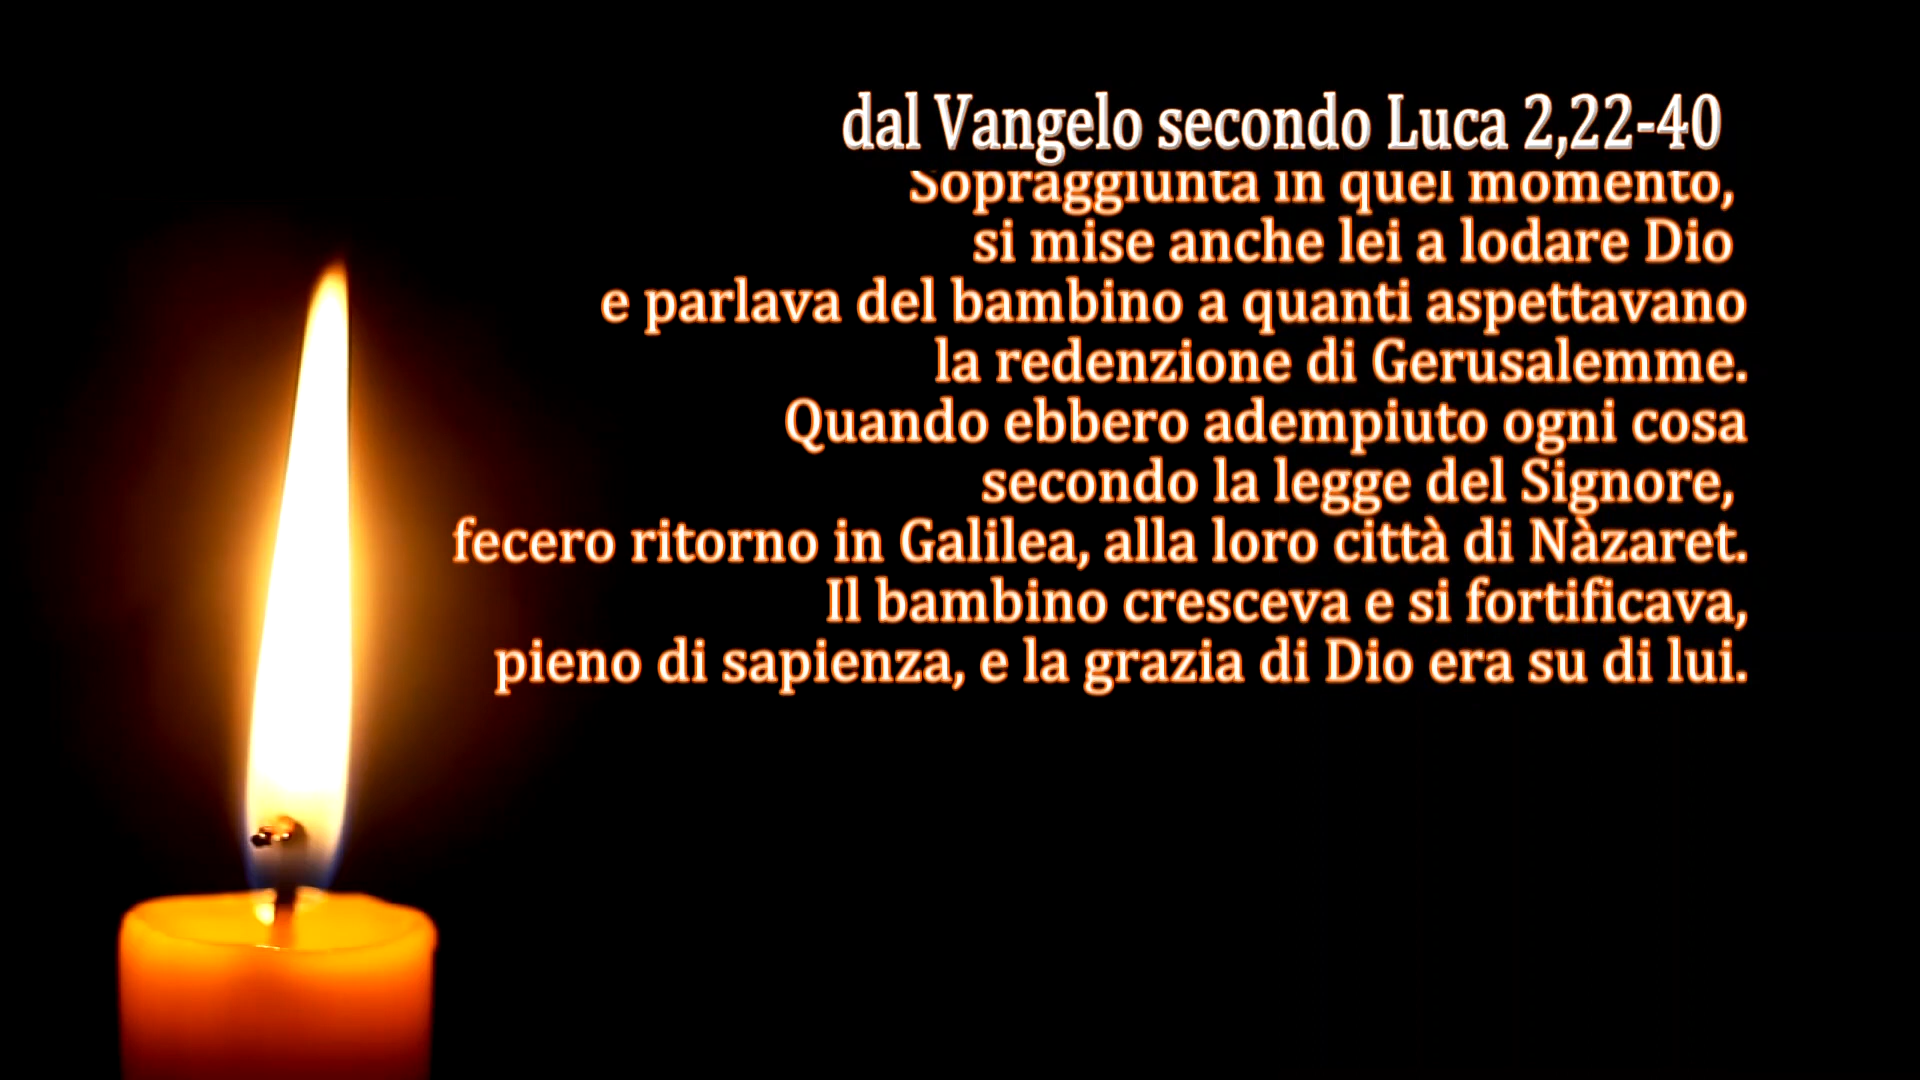 dal Vangelo secondo Luca 2,22-40
Sopraggiunta in quel momento,
si mise anche lei a lodare Dio
e parlava del bambino a quanti aspettavano
la redenzione di Gerusalemme.
Quando ebbero adempiuto ogni cosa
secondo la legge del Signore,
fecero ritorno in Galilea, alla loro città di Nàzaret.
Il bambino cresceva e si fortificava,
pieno di sapienza, e la grazia di Dio era su di lui.